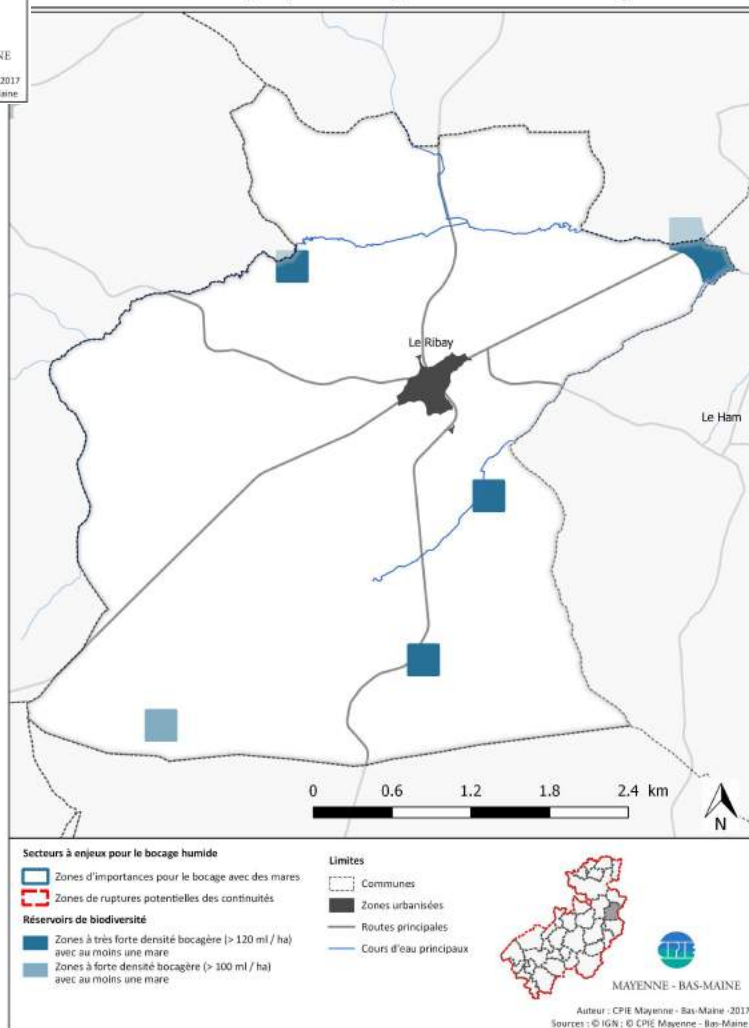 NE
2017
Maine
Le Ribay
Le Ham
0 0.6 1.2 1.8 2.4 km
N
Secteurs à enjeux pour le bocage humide
Zones d'importances pour le bocage avec des mares
Zones de ruptures potentielles des continuités
Réservoirs de biodiversité
Zones à très forte densité bocagère (> 120 ml / ha)
avec au moins une mare
Zones à forte densité bocagère (> 100 ml / ha)
avec au moins une mare
Limites
Communes
Zones urbanisées
Routes principales
Cours d'eau principaux
CPIE
MAYENNE - BAS-MAINE
Auteur : CPIE Mayenne - Bas-Maine -2017
Sources : © IGN ; © CPIE Mayenne - Bas-Maine